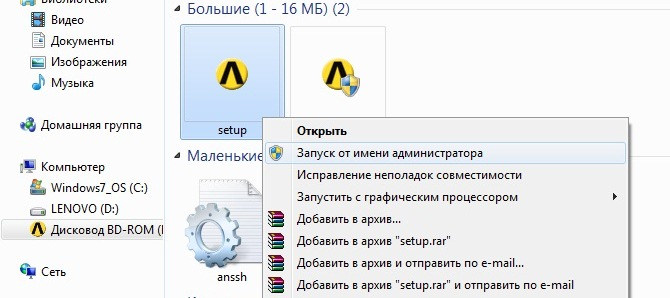 Библиотеки
Видео
Документы
Изображения
Музыка
Домашняя группа
Компьютер
Windows7_OS (C:)
LENOVO (D:)
Дисковод BD-ROM (
Сеть
Большие (1 - 16 МБ) (2)
setup
Маленькие
anssh
Открыть
Запуск от имени администратора
Исправление неполадок совместимости
Запустить с графическим процессором
Добавить в архив...
Добавить в архив "setup.rar"
Добавить в архив и отправить по e-mail...
Добавить в архив "setup.rar" и отправить по e-mail